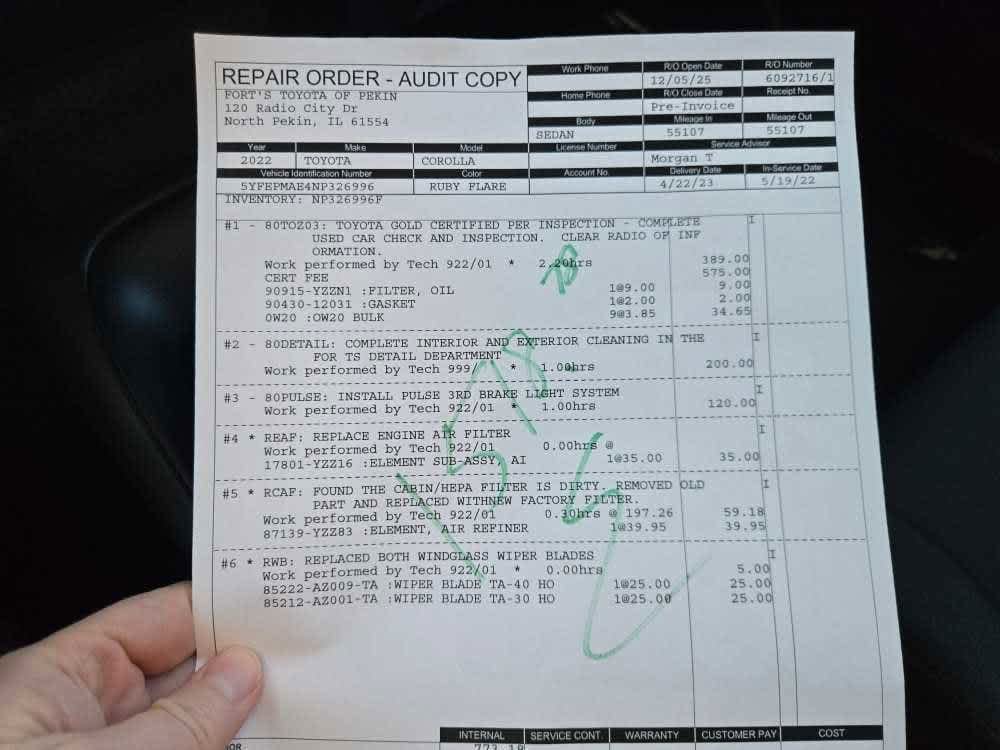 REPAIR ORDER - AUDIT COPY
FORT'S TOYOTA OF PEKIN
120 Radio City Dr
North Pekin, IL 61554
Work Phone R/O Open Date R/O Number
12/05/25 6092716/1
Home Phone R/O Close Date Receipt No.
Pre-Invoice
Body Mileage In Mileage Out
SEDAN 55107 55107
Year Make Model License Number Service Advisor
2022 TOYOTA COROLLA Morgan T
Vehicle Identification Number Color Account No. Delivery Date In-Service Date
5YFEPMAE4NP326996 RUBY FLARE 4/22/23 5/19/22
INVENTORY: NP326996F
#1 - 80TOZ03: TOYOTA GOLD CERTIFIED PER INSPECTION - COMPLETE I
USED CAR CHECK AND INSPECTION. CLEAR RADIO OF INF
ORMATION.
Work performed by Tech 922/01 * 2.20hrs 389.00
CERT FEE 575.00
90915-YZZN1 :FILTER, OIL 1@9.00 9.00
90430-12031 :GASKET 1@2.00 2.00
0W20 :OW20 BULK 9@3.85 34.65
#2 - 80DETAIL: COMPLETE INTERIOR AND EXTERIOR CLEANING IN THE I
FOR TS DETAIL DEPARTMENT
Work performed by Tech 999/ * 1.00hrs 200.00
#3 - 80PULSE: INSTALL PULSE 3RD BRAKE LIGHT SYSTEM I
Work performed by Tech 922/01 * 1.00hrs 120.00
#4 * REAF: REPLACE ENGINE AIR FILTER I
Work performed by Tech 922/01 0.00hrs @
17801-YZZ16 :ELEMENT SUB-ASSY, AI 1@35.00 35.00
#5 * RCAF: FOUND THE CABIN/HEPA FILTER IS DIRTY. REMOVED OLD I
PART AND REPLACED WITHNEW FACTORY FILTER.
Work performed by Tech 922/01 0.30hrs @ 197.26 59.18
87139-YZZ83 :ELEMENT, AIR REFINER 1@39.95 39.95
#6 * RWB: REPLACED BOTH WINDGLASS WIPER BLADES I
Work performed by Tech 922/01 * 0.00hrs 5.00
85222-AZ009-TA :WIPER BLADE TA-40 HO 1@25.00 25.00
85212-AZ001-TA :WIPER BLADE TA-30 HO 1@25.00 25.00
1578
INTERNAL SERVICE CONT. WARRANTY CUSTOMER PAY COST